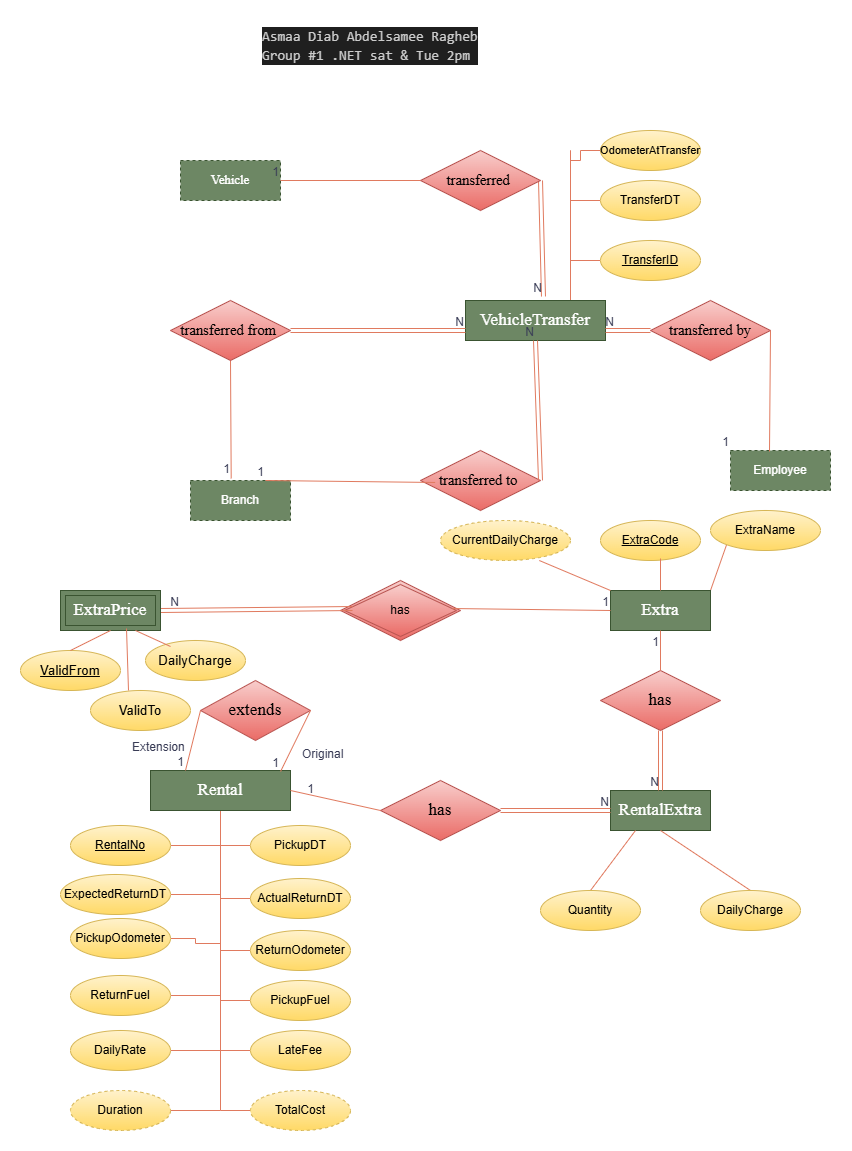 Asmaa Diab Abdelsamee Ragheb
Group #1 .NET sat & Tue 2pm
OdometerAtTransfer
Vehicle
1
transferred
TransferDT
TransferID
N
transferred from
N
VehicleTransfer
N
N
transferred by
1
Employee
1
1
Branch
transferred to
CurrentDailyCharge
ExtraCode
ExtraName
ExtraPrice
N
has
1
Extra
1
ValidFrom
DailyCharge
ValidTo
extends
has
Extension
1
Original
1
Rental
1
has
N
N
RentalExtra
RentalNo
PickupDT
ExpectedReturnDT
ActualReturnDT
Quantity
DailyCharge
PickupOdometer
ReturnOdometer
ReturnFuel
PickupFuel
DailyRate
LateFee
Duration
TotalCost